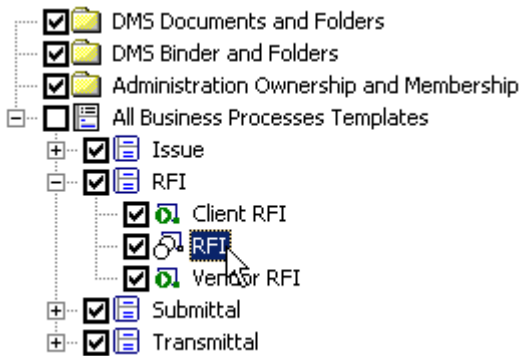 DMS Documents and Folders
DMS Binder and Folders
Administration Ownership and Membership
All Business Processes Templates
Issue
RFI
Client RFI
RFI
Vendor RFI
Submittal
Transmittal